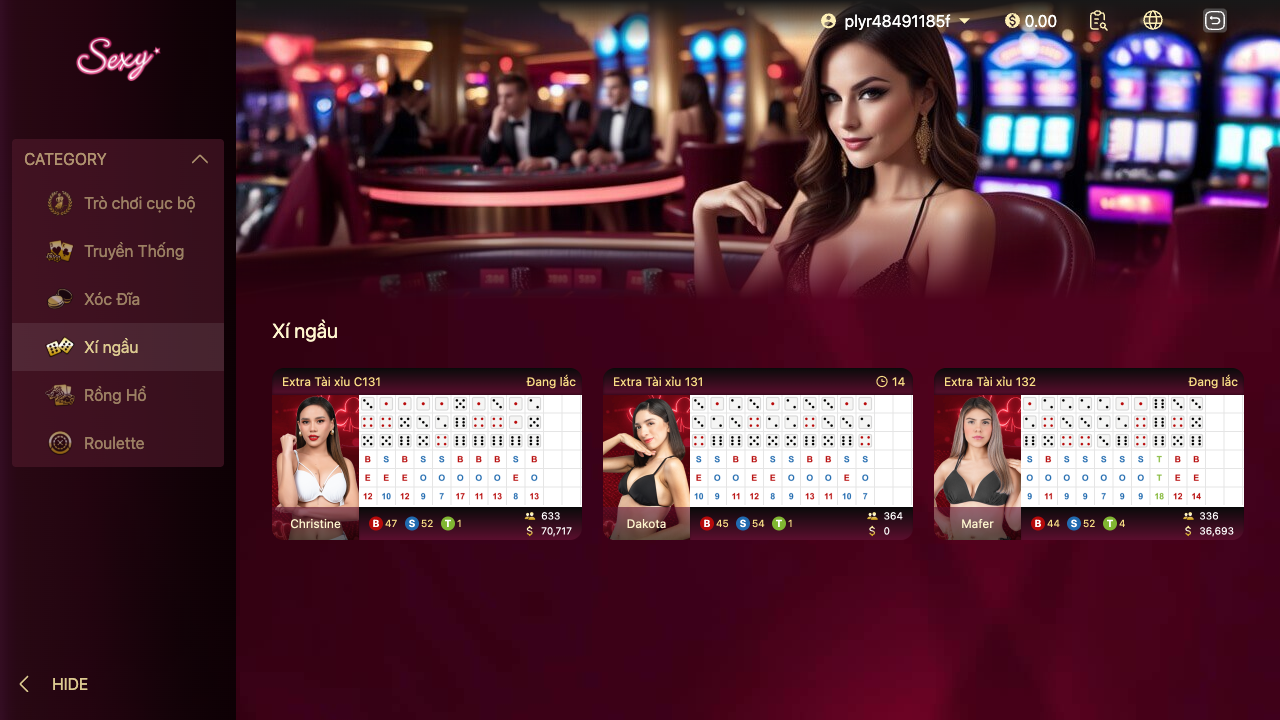 Sexy
plyr48491185f
0.00
CATEGORY
Trò chơi cục bộ
Truyền Thống
Xóc Đĩa
Xí ngầu
Rồng Hổ
Roulette
HIDE
Xí ngầu
Extra Tài xỉu C131 Đang lắc
B S B S S B B B S B
E E E O O O O O E O
12 10 12 9 7 17 11 13 8 13
Christine
B 47 S 52 T 1
633
$ 70,717
Extra Tài xỉu 131 14
S S B B S S B B S S
E O O E E O O O E O
10 9 11 12 8 9 13 11 10 7
Dakota
B 45 S 54 T 1
364
$ 0
Extra Tài xỉu 132 Đang lắc
S B S S S S S T B B
O O O O O O O T E E
9 11 9 9 7 9 9 18 12 14
Mafer
B 44 S 52 T 4
336
$ 36,693